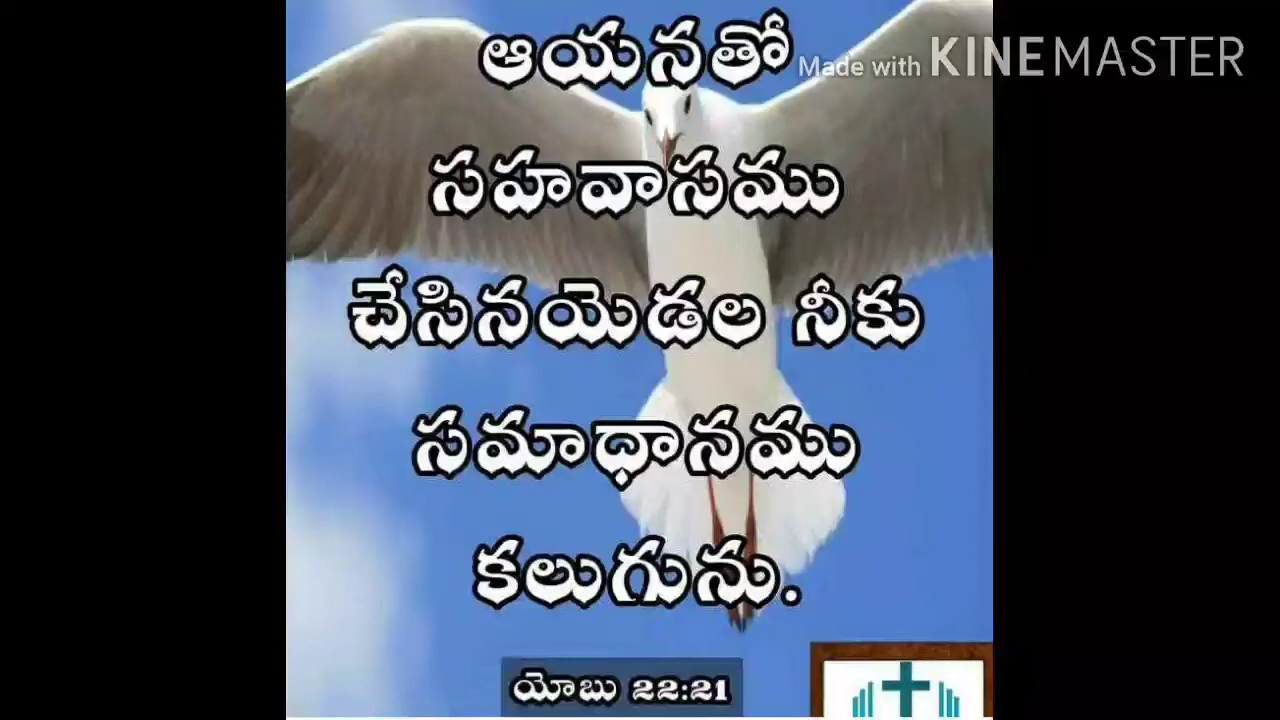 ఆయనతో
Made with KINEMASTER
సహవాసము
చేసినయెడల నీకు
సమాధానము
కలుగును.
యోబు 22:21